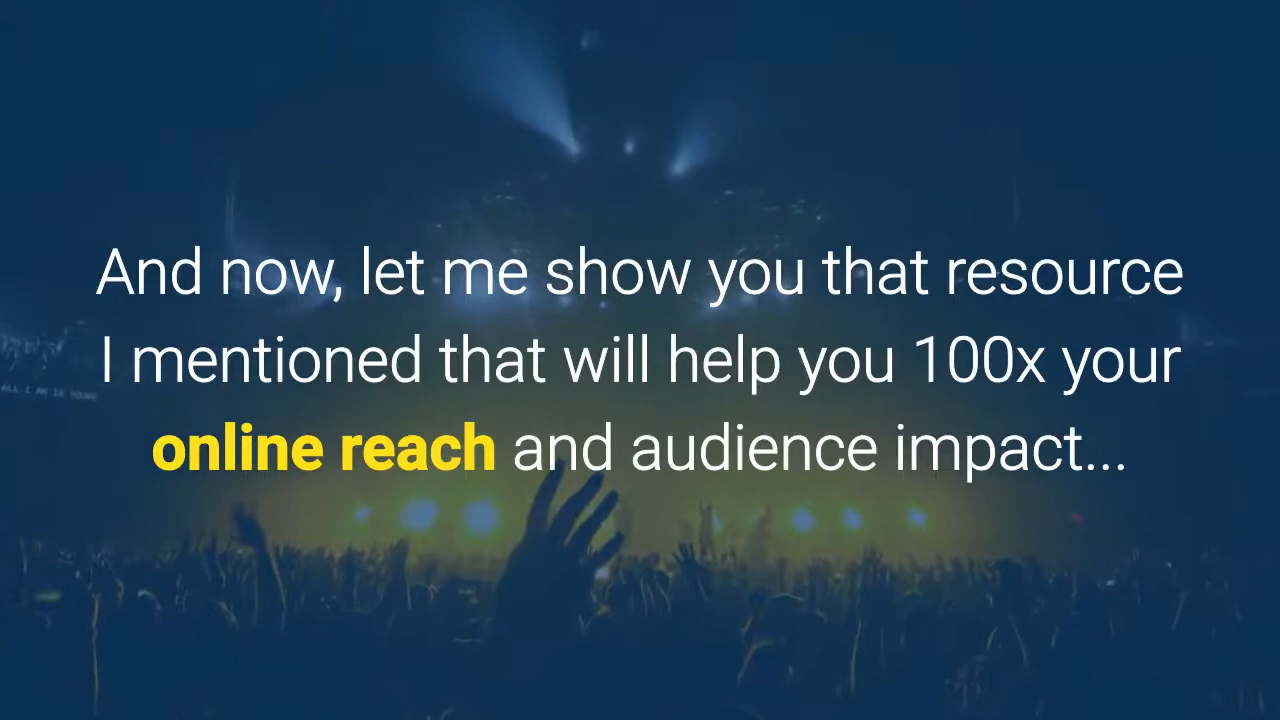 And now, let me show you that resource
I mentioned that will help you 100x your
online reach and audience impact...